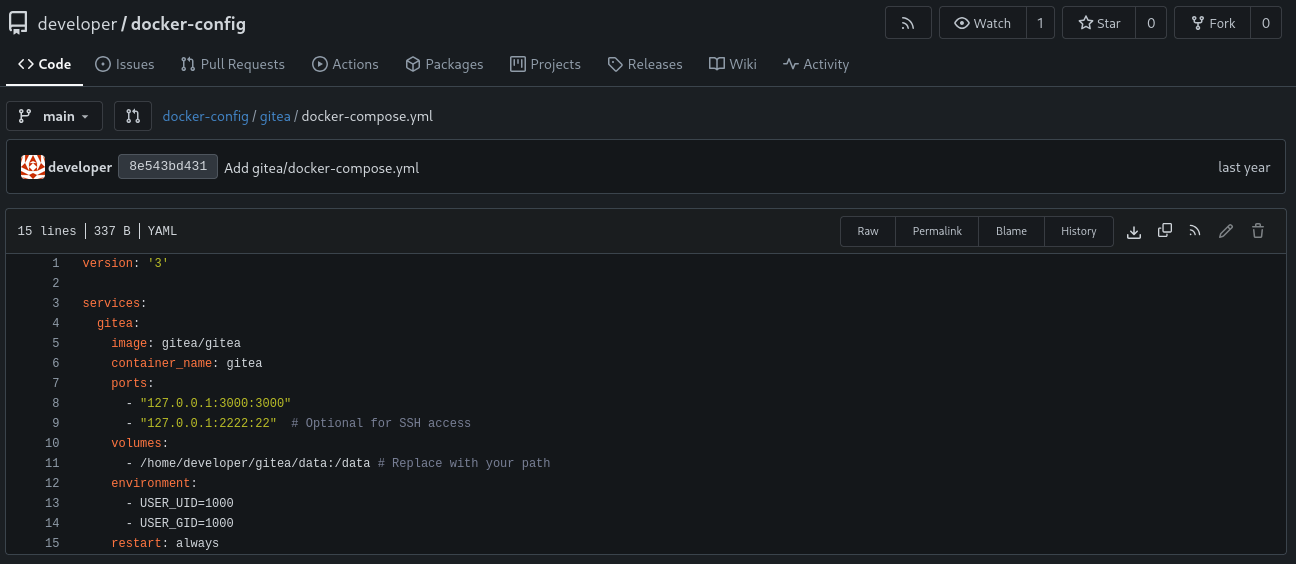 developer / docker-config
Watch 1
Star 0
Fork 0
Code Issues Pull Requests Actions Packages Projects Releases Wiki Activity
main docker-config / gitea / docker-compose.yml
developer 8e543bd431 Add gitea/docker-compose.yml last year
15 lines 337 B YAML Raw Permalink Blame History
1 version: '3'
2
3 services:
4   gitea:
5     image: gitea/gitea
6     container_name: gitea
7     ports:
8       - "127.0.0.1:3000:3000"
9       - "127.0.0.1:2222:22"  # Optional for SSH access
10     volumes:
11       - /home/developer/gitea/data:/data # Replace with your path
12     environment:
13       - USER_UID=1000
14       - USER_GID=1000
15     restart: always